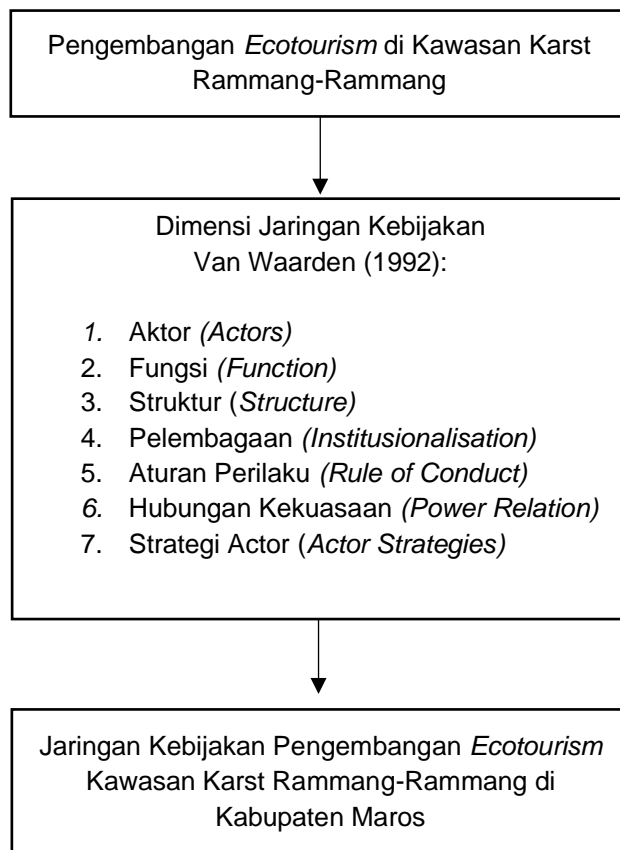 Pengembangan Ecotourism di Kawasan Karst
Rammang-Rammang
Dimensi Jaringan Kebijakan
Van Waarden (1992):
1. Aktor (Actors)
2. Fungsi (Function)
3. Struktur (Structure)
4. Pelembagaan (Institusionalisation)
5. Aturan Perilaku (Rule of Conduct)
6. Hubungan Kekuasaan (Power Relation)
7. Strategi Actor (Actor Strategies)
Jaringan Kebijakan Pengembangan Ecotourism
Kawasan Karst Rammang-Rammang di
Kabupaten Maros